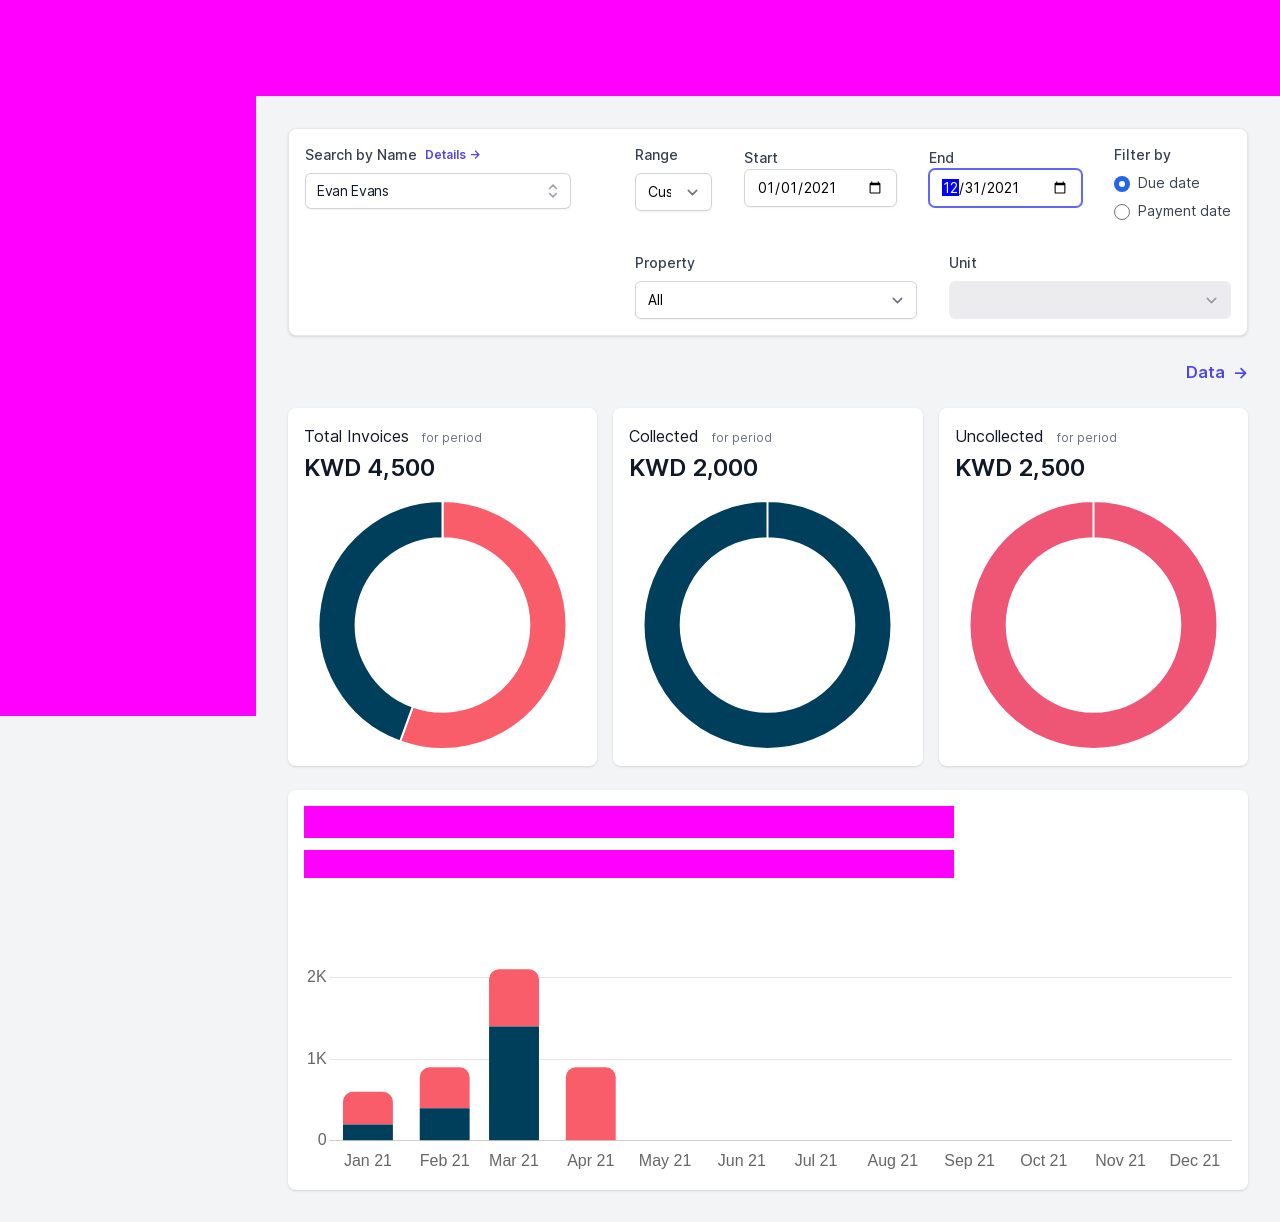 Search by Name Details →
Evan Evans
Range
Cus
Start
01/01/2021
End
12/31/2021
Filter by
Due date
Payment date
Property
All
Unit
Data →
Total Invoices for period
KWD 4,500
Collected for period
KWD 2,000
Uncollected for period
KWD 2,500
2K
1K
0
Jan 21 Feb 21 Mar 21 Apr 21 May 21 Jun 21 Jul 21 Aug 21 Sep 21 Oct 21 Nov 21 Dec 21